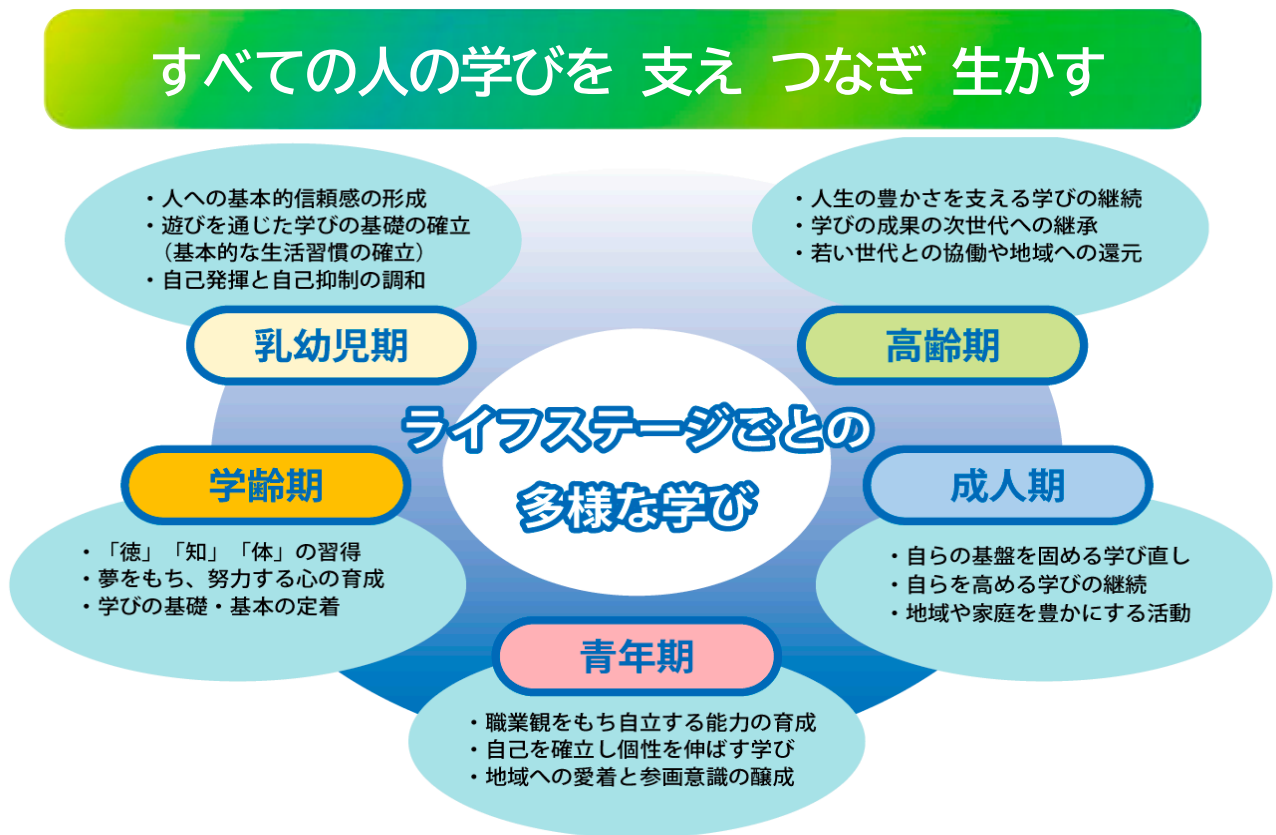 すべての人の学びを 支え つなぎ 生かす
・人への基本的信頼感の形成
・遊びを通じた学びの基礎の確立
（基本的な生活習慣の確立）
・自己発揮と自己抑制の調和
乳幼児期
・人生の豊かさを支える学びの継続
・学びの成果の次世代への継承
・若い世代との協働や地域への還元
高齢期
ライフステージごとの
多様な学び
学齢期
・「徳」「知」「体」の習得
・夢をもち、努力する心の育成
・学びの基礎・基本の定着
成人期
・自らの基盤を固める学び直し
・自らを高める学びの継続
・地域や家庭を豊かにする活動
青年期
・職業観をもち自立する能力の育成
・自己を確立し個性を伸ばす学び
・地域への愛着と参画意識の醸成